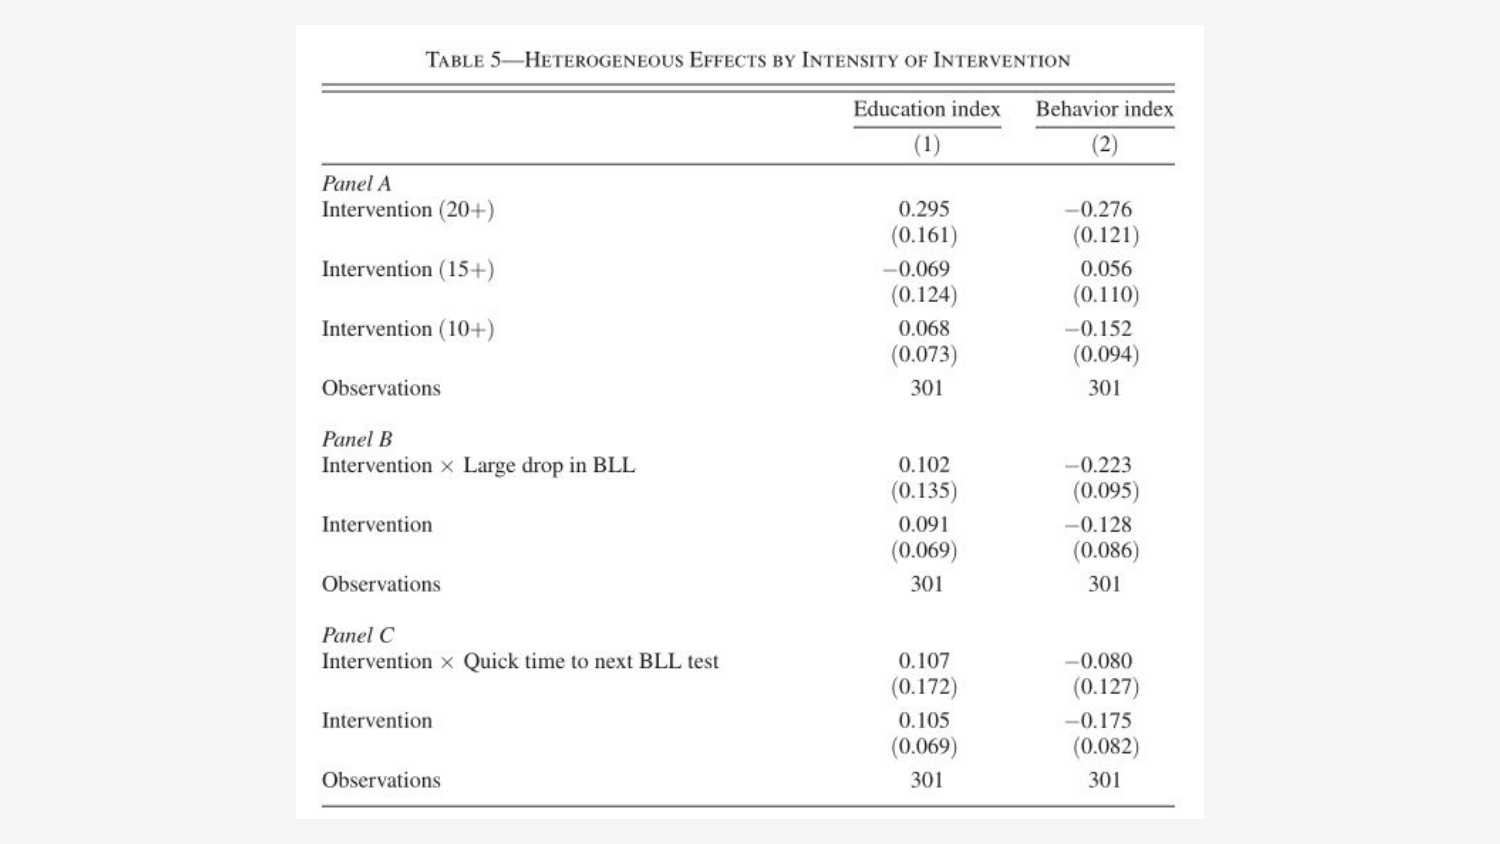 TABLE 5—HETEROGENEOUS EFFECTS BY INTENSITY OF INTERVENTION
Education index Behavior index
(1) (2)
Panel A
Intervention (20+) 0.295 −0.276
(0.161) (0.121)
Intervention (15+) −0.069 0.056
(0.124) (0.110)
Intervention (10+) 0.068 −0.152
(0.073) (0.094)
Observations 301 301
Panel B
Intervention × Large drop in BLL 0.102 −0.223
(0.135) (0.095)
Intervention 0.091 −0.128
(0.069) (0.086)
Observations 301 301
Panel C
Intervention × Quick time to next BLL test 0.107 −0.080
(0.172) (0.127)
Intervention 0.105 −0.175
(0.069) (0.082)
Observations 301 301